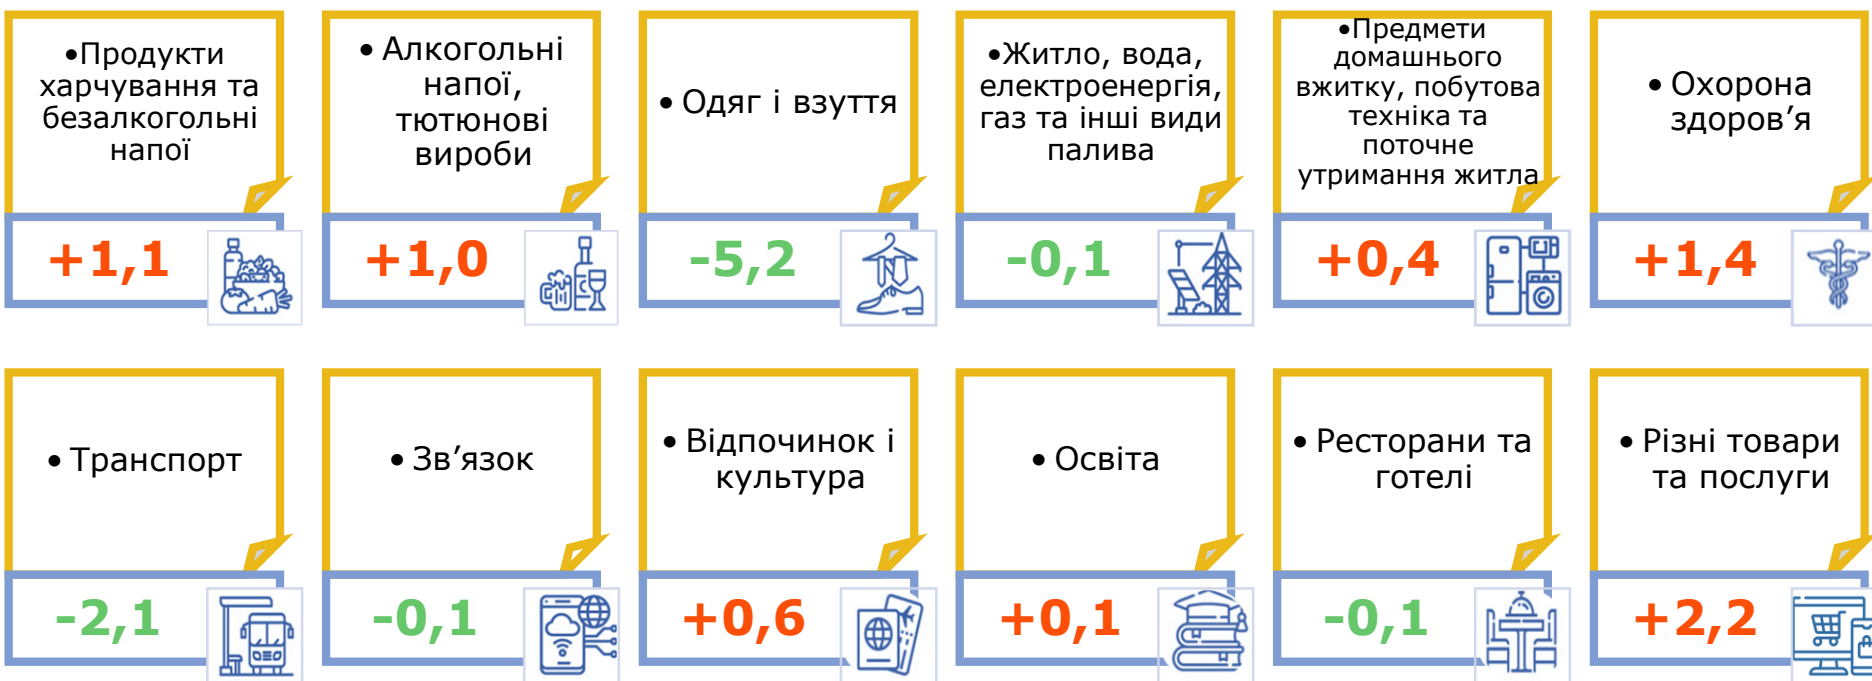 •Продукти
харчування та
безалкогольні
напої
+1,1
• Алкогольні
напої,
тютюнові
вироби
+1,0
• Одяг і взуття
-5,2
•Житло, вода,
електроенергія,
газ та інші види
палива
-0,1
•Предмети
домашнього
вжитку, побутова
техніка та
поточне
утримання житла
+0,4
• Охорона
здоров’я
+1,4
• Транспорт
-2,1
• Зв’язок
-0,1
• Відпочинок і
культура
+0,6
• Освіта
+0,1
• Ресторани та
готелі
-0,1
• Різні товари
та послуги
+2,2